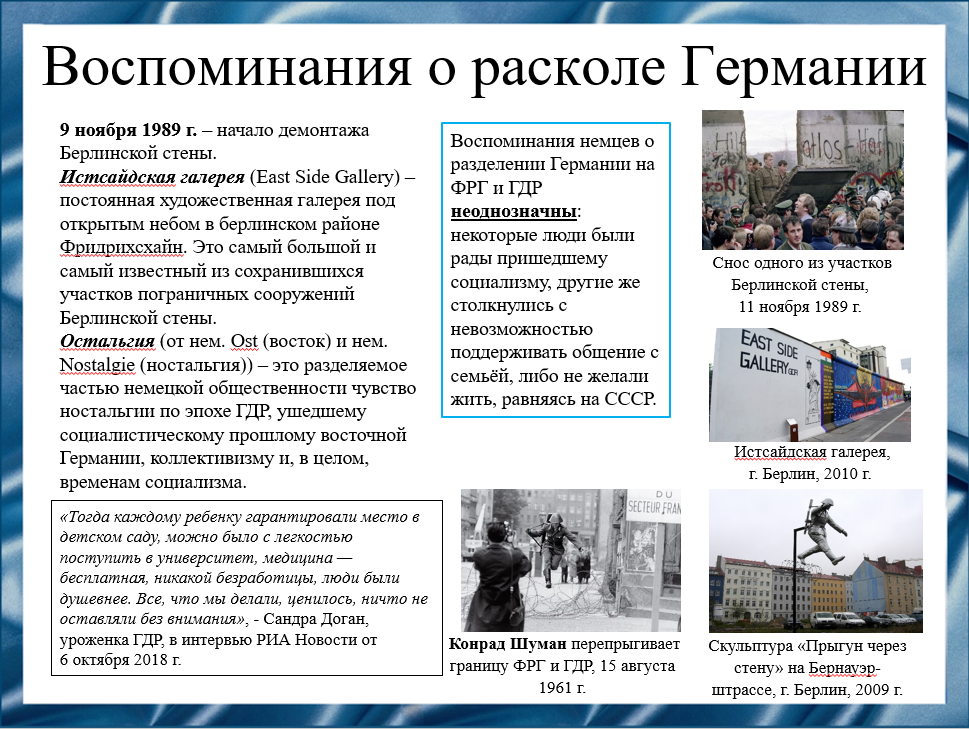 Воспоминания о расколе Германии
9 ноября 1989 г. – начало демонтажа
Берлинской стены.
Истсайдская галерея (East Side Gallery) –
постоянная художественная галерея под
открытым небом в берлинском районе
Фридрихсхайн. Это самый большой и
самый известный из сохранившихся
участков пограничных сооружений
Берлинской стены.
Остальгия (от нем. Ost (восток) и нем.
Nostalgie (ностальгия)) – это разделяемое
частью немецкой общественности чувство
ностальгии по эпохе ГДР, ушедшему
социалистическому прошлому восточной
Германии, коллективизму и, в целом,
временам социализма.
«Тогда каждому ребенку гарантировали место в
детском саду, можно было с легкостью
поступить в университет, медицина —
бесплатная, никакой безработицы, люди были
душевнее. Все, что мы делали, ценилось, ничто не
оставляли без внимания», - Сандра Доган,
уроженка ГДР, в интервью РИА Новости от
6 октября 2018 г.
Воспоминания немцев о
разделении Германии на
ФРГ и ГДР
неоднозначны:
некоторые люди были
рады пришедшему
социализму, другие же
столкнулись с
невозможностью
поддерживать общение с
семьёй, либо не желали
жить, равняясь на СССР.
Снос одного из участков
Берлинской стены,
11 ноября 1989 г.
EAST SIDE
GALLERY
Истсайдская галерея,
г. Берлин, 2010 г.
DU
SECTEUR FRAN
Конрад Шуман перепрыгивает
границу ФРГ и ГДР, 15 августа
1961 г.
Скульптура «Прыгун через
стену» на Бернауэр-
штрассе, г. Берлин, 2009 г.